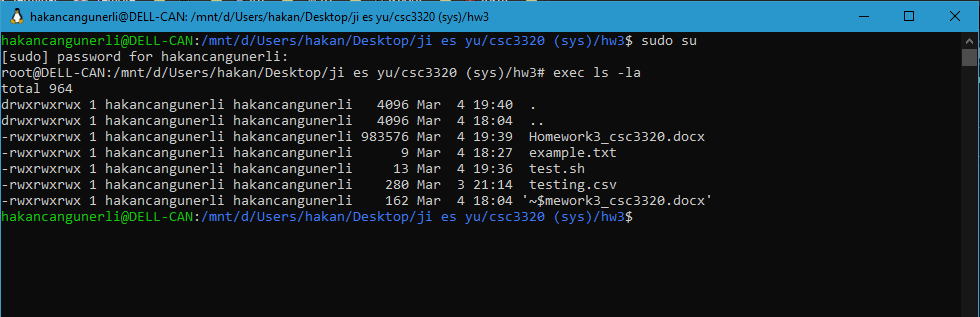 hakancangunerli@DELL-CAN: /mnt/d/Users/hakan/Desktop/ji es yu/csc3320 (sys)/hw3
hakancangunerli@DELL-CAN:/mnt/d/Users/hakan/Desktop/ji es yu/csc3320 (sys)/hw3$ sudo su
[sudo] password for hakancangunerli:
root@DELL-CAN:/mnt/d/Users/hakan/Desktop/ji es yu/csc3320 (sys)/hw3# exec ls -la
total 964
drwxrwxrwx 1 hakancangunerli hakancangunerli   4096 Mar  4 19:40  .
drwxrwxrwx 1 hakancangunerli hakancangunerli   4096 Mar  4 18:04  ..
-rwxrwxrwx 1 hakancangunerli hakancangunerli 983576 Mar  4 19:39  Homework3_csc3320.docx
-rwxrwxrwx 1 hakancangunerli hakancangunerli      9 Mar  4 18:27  example.txt
-rwxrwxrwx 1 hakancangunerli hakancangunerli     13 Mar  4 19:36  test.sh
-rwxrwxrwx 1 hakancangunerli hakancangunerli    280 Mar  3 21:14  testing.csv
-rwxrwxrwx 1 hakancangunerli hakancangunerli    162 Mar  4 18:04 '~$mework3_csc3320.docx'
hakancangunerli@DELL-CAN:/mnt/d/Users/hakan/Desktop/ji es yu/csc3320 (sys)/hw3$